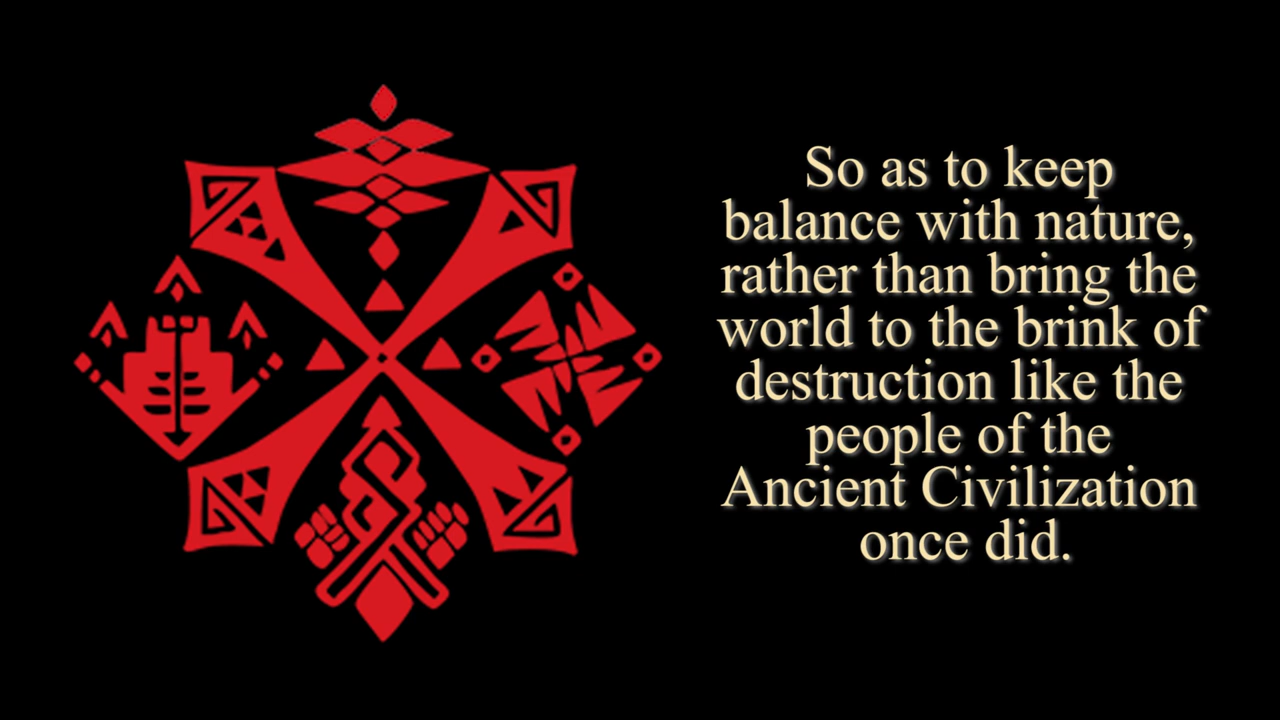 So as to keep
balance with nature,
rather than bring the
world to the brink of
destruction like the
people of the
Ancient Civilization
once did.